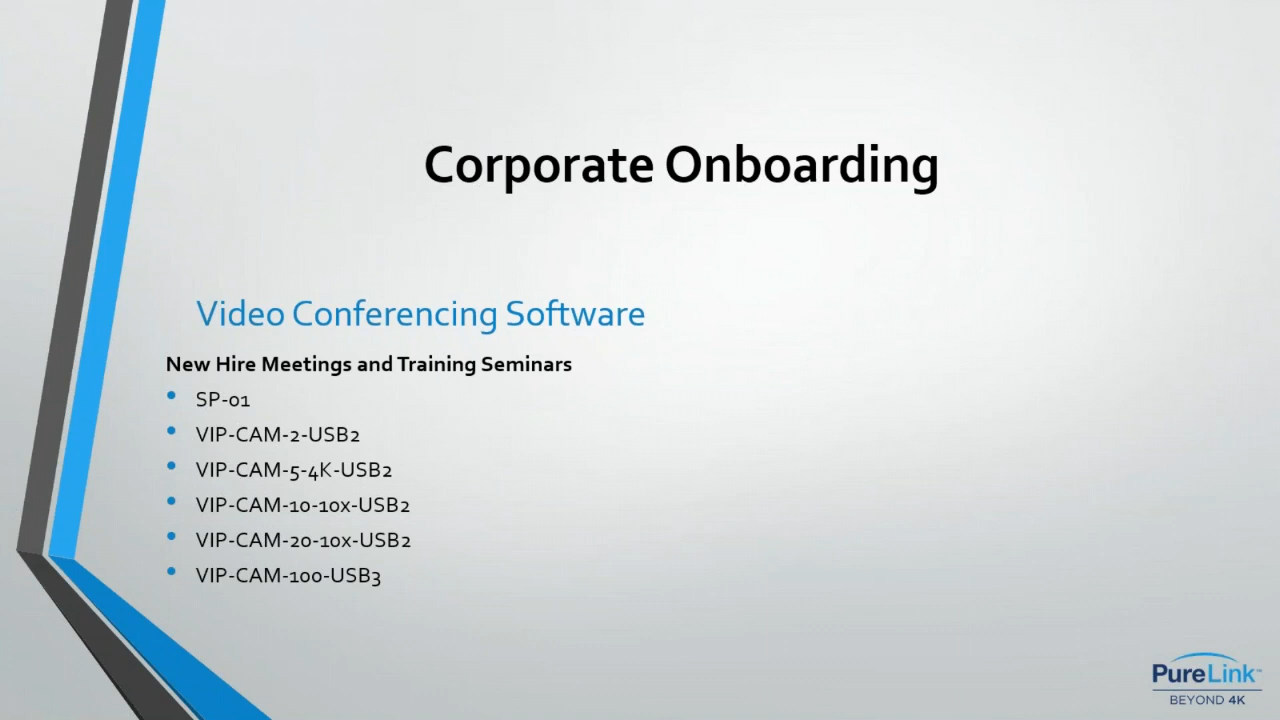 Corporate Onboarding
Video Conferencing Software
New Hire Meetings and Training Seminars
• SP-01
• VIP-CAM-2-USB2
• VIP-CAM-5-4K-USB2
• VIP-CAM-10-10x-USB2
• VIP-CAM-20-10x-USB2
• VIP-CAM-100-USB3
PureLink™
BEYOND 4K